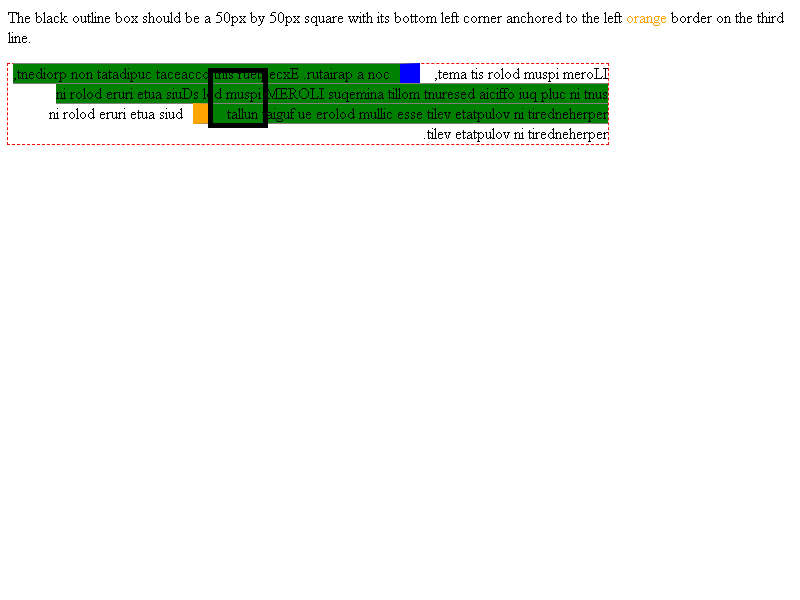 The black outline box should be a 50px by 50px square with its bottom left corner anchored to the left orange border on the third
line.
,tnediorp non tatadipuc taceacco tnis ruetpecxE .rutairap a noc ,tema tis rolod muspi meroLI
ni rolod eruri etua siuDs lod muspi MEROLI suqemina tillom tnuresed aiciffo iuq pluc ni tnus
ni rolod eruri etua siud tallun taiguf ue erolod mullic esse tilev etatpulov ni tiredneherper
.tilev etatpulov ni tiredneherper